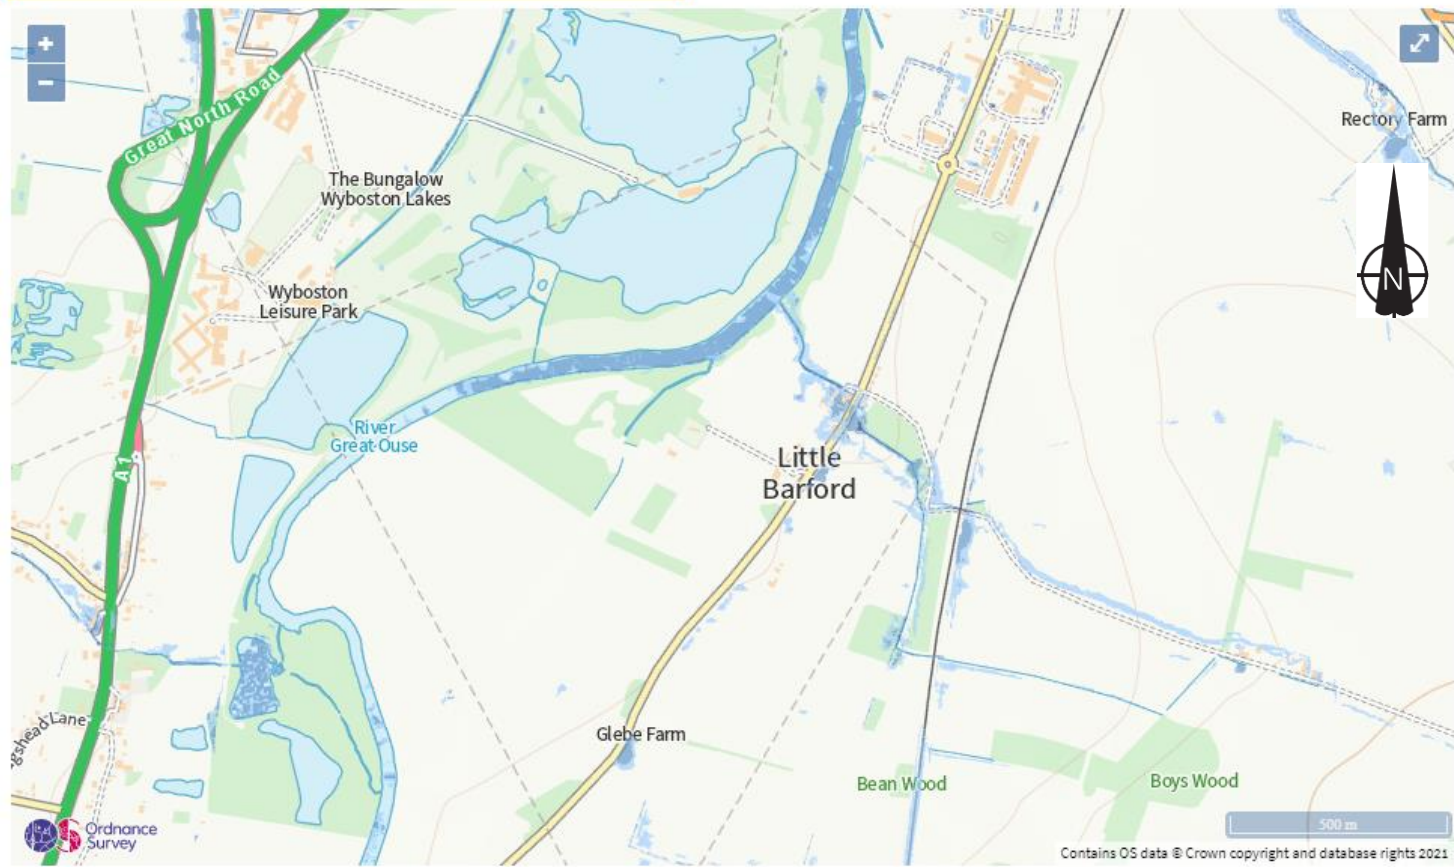 +
−
Great North Road
Rectory Farm
The Bungalow
Wyboston Lakes
N
Wyboston
Leisure Park
River
Great Ouse
A1
Little
Barford
gshead Lane
Glebe Farm
Bean Wood
Boys Wood
Ordnance
Survey
500 m
Contains OS data © Crown copyright and database rights 2021